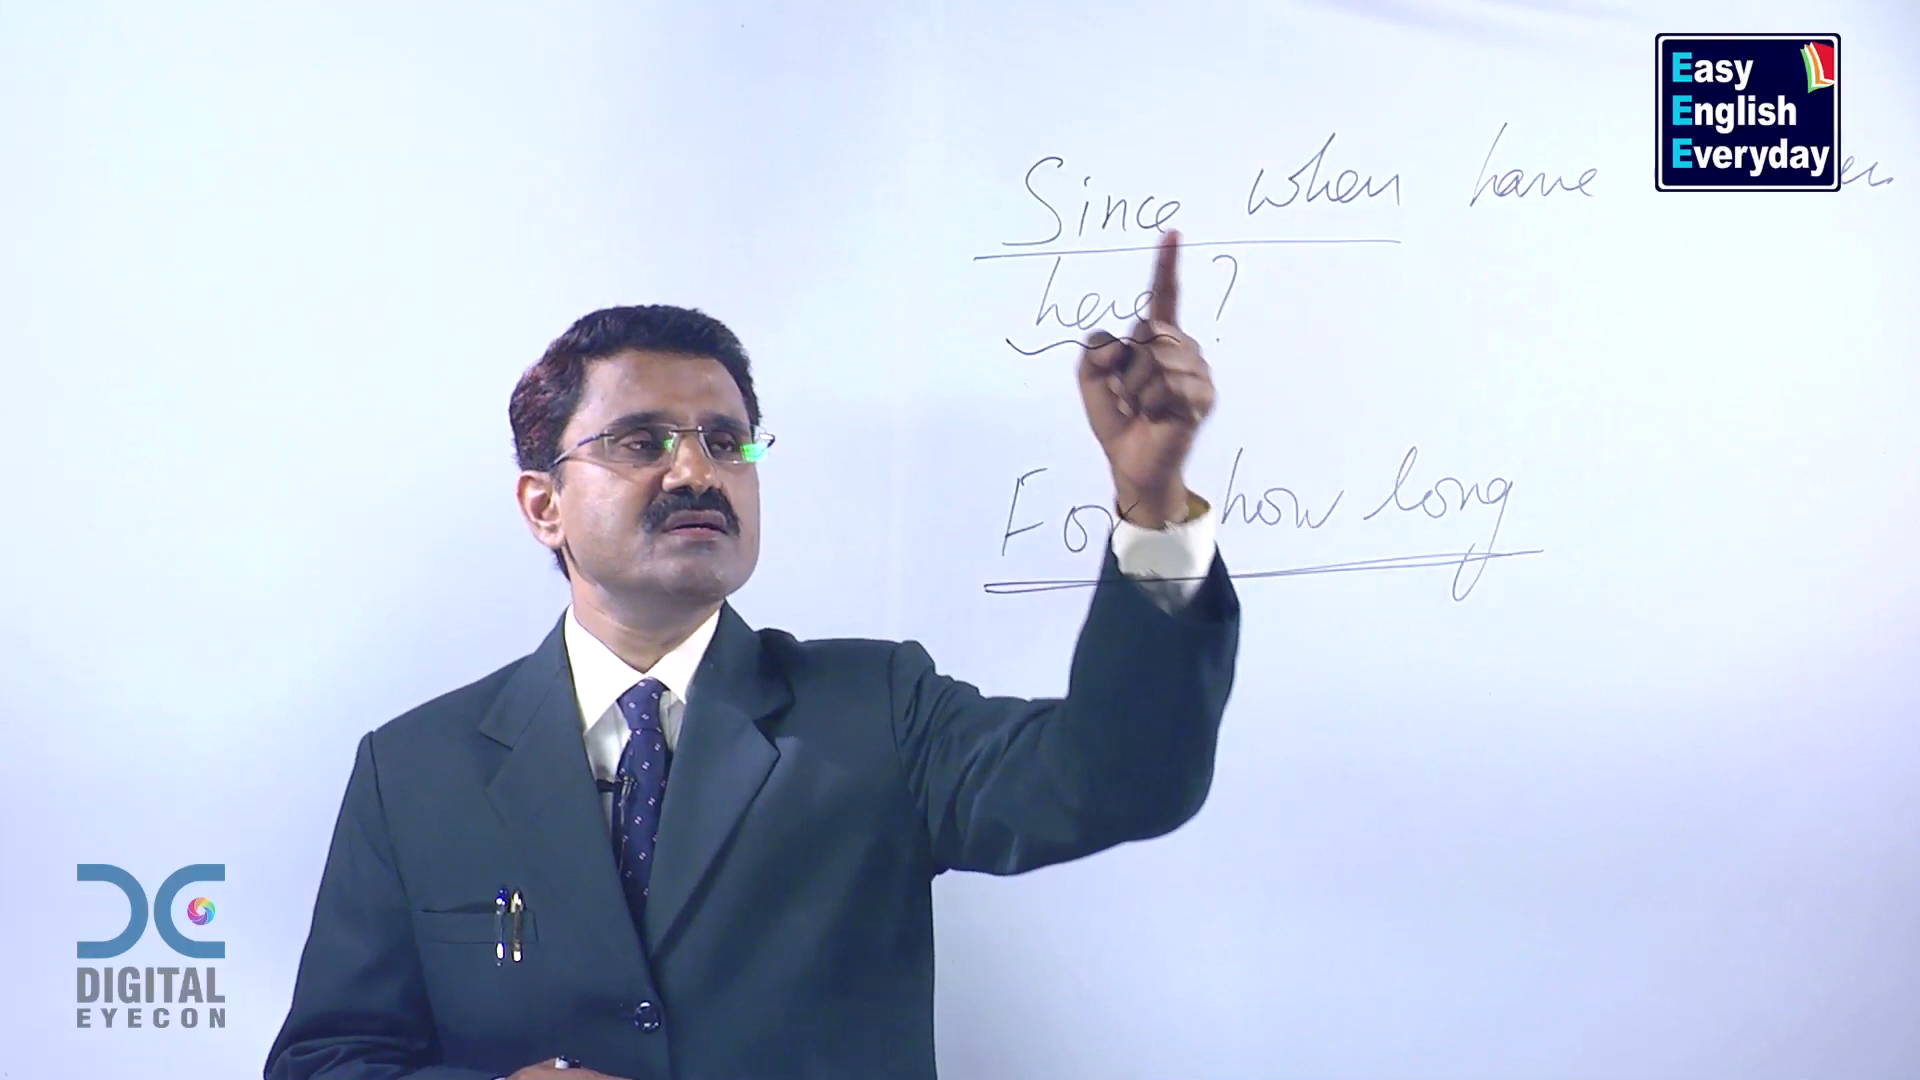 Easy
English
Everyday
Since when have
here?
For how long
DIGITAL
EYECON